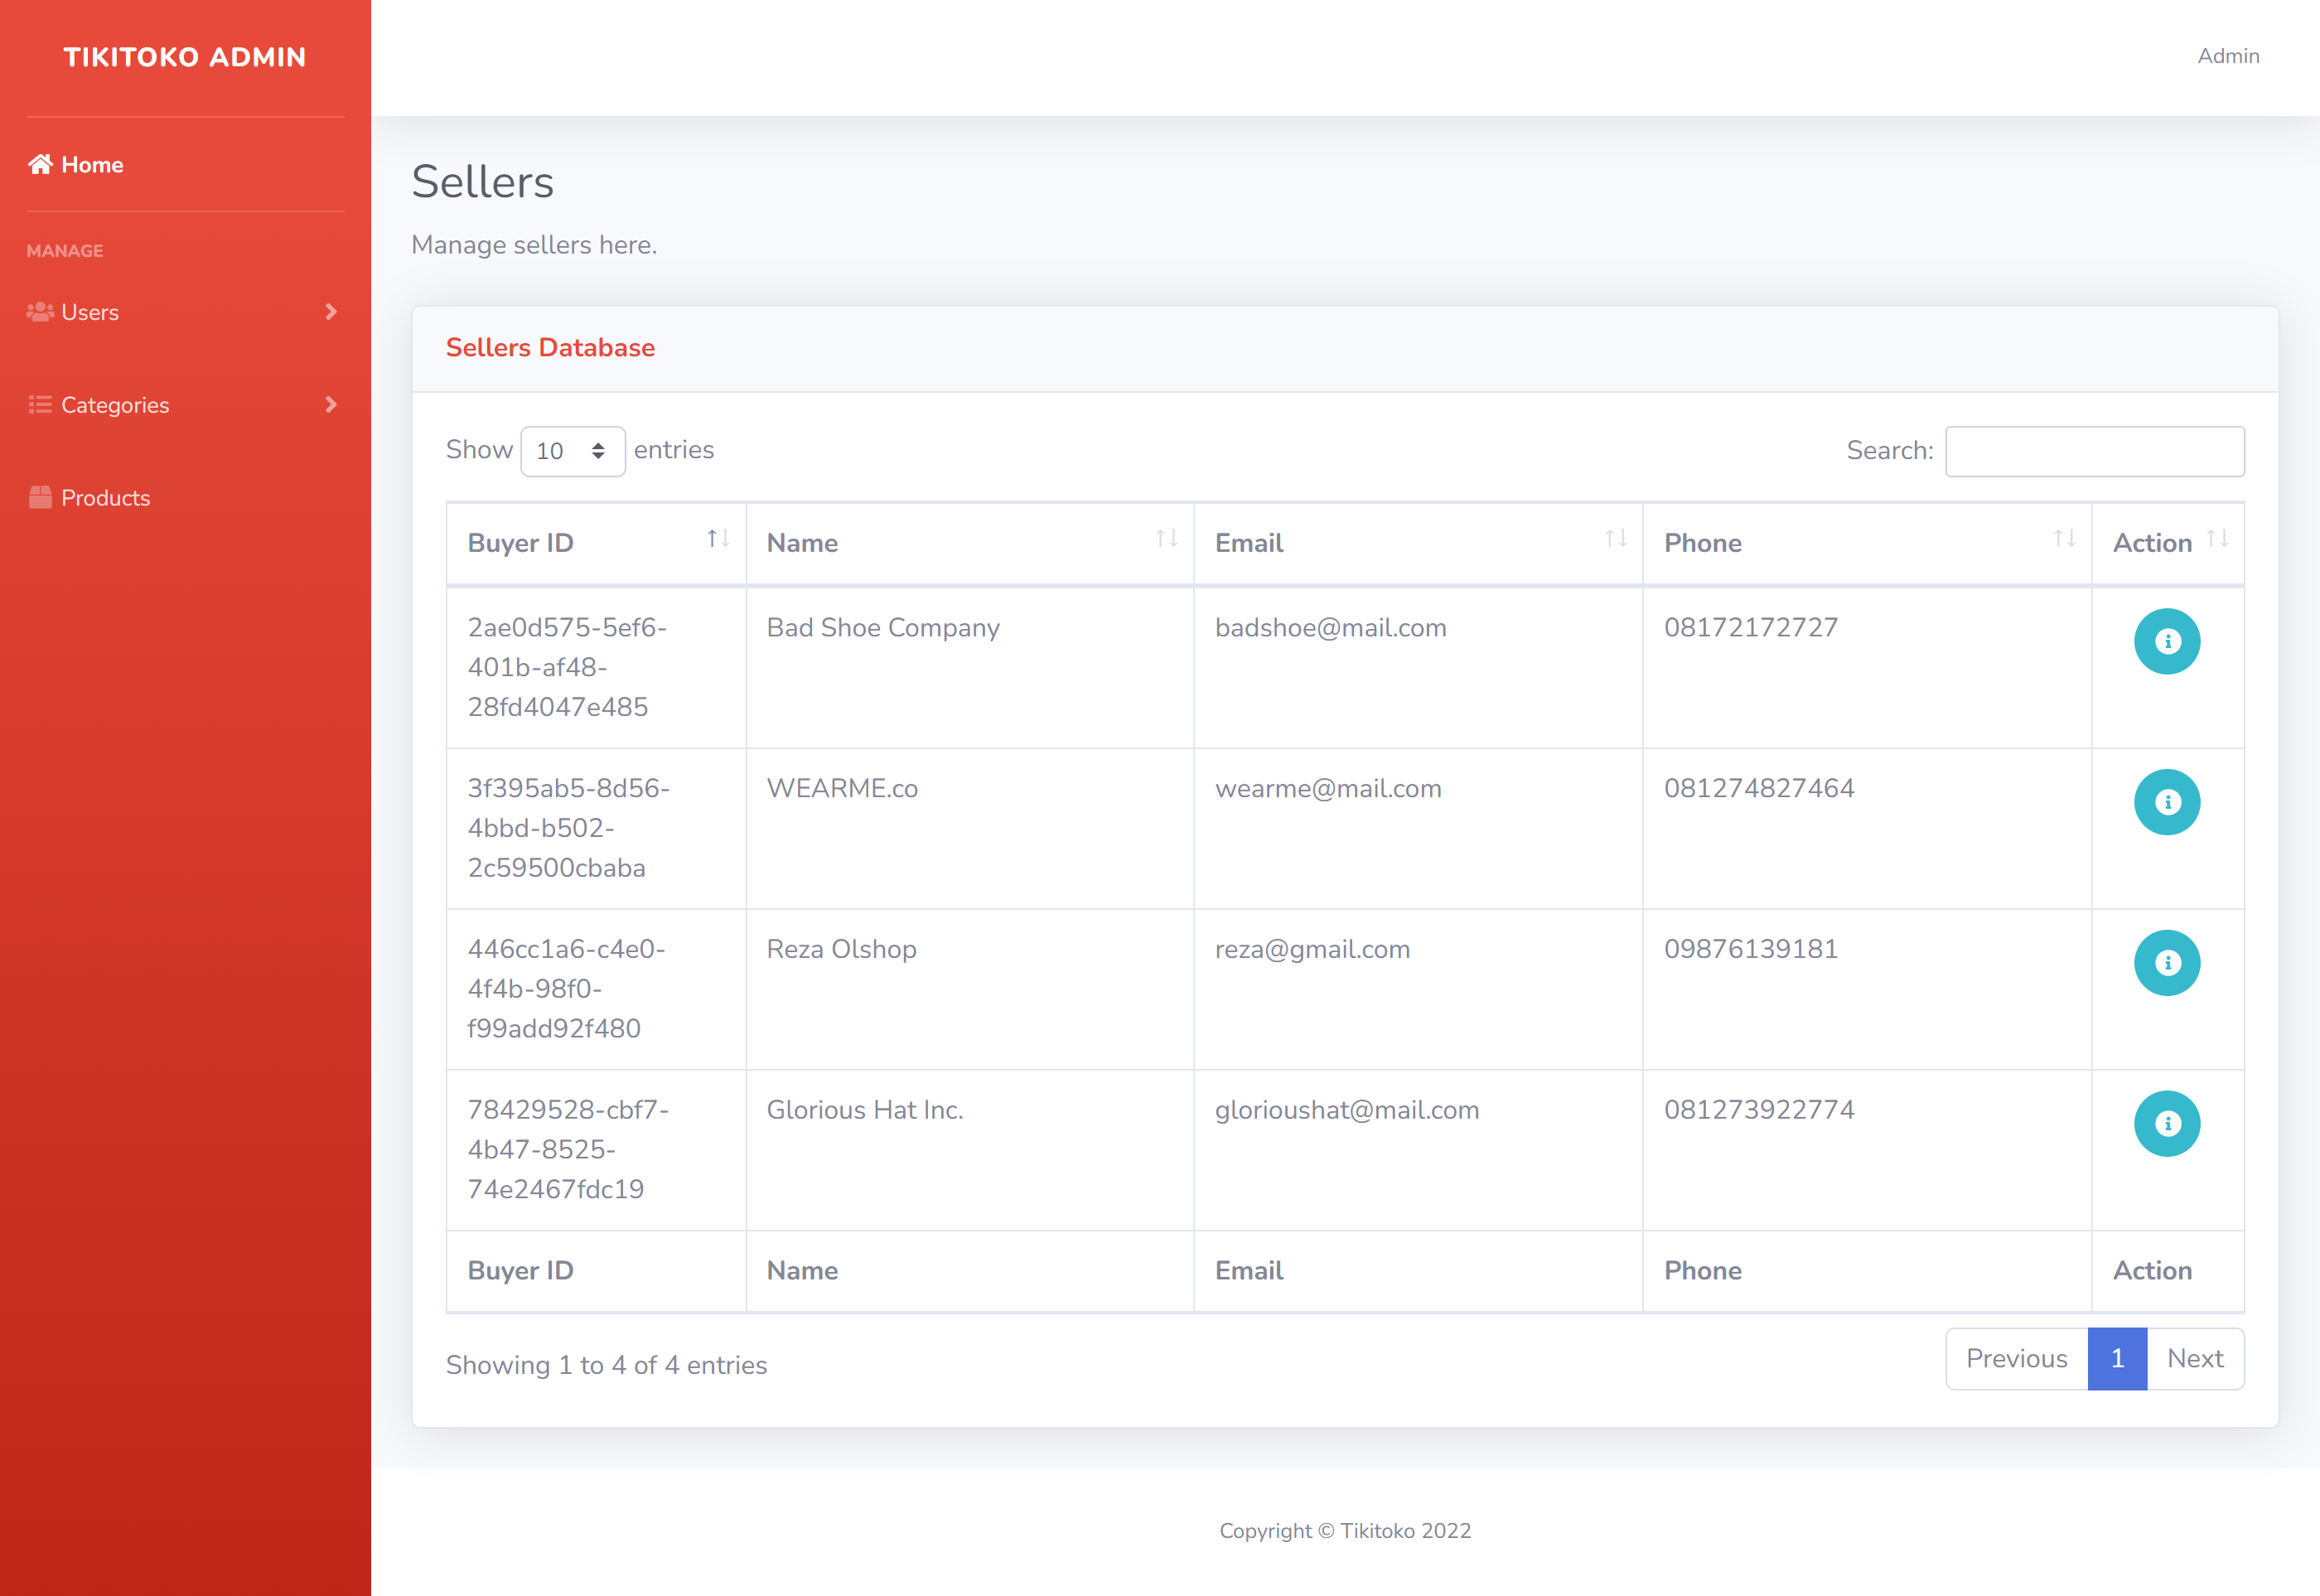 TIKITOKO ADMIN
Admin
Home
MANAGE
Users
Categories
Products
Sellers
Manage sellers here.
Sellers Database
Show 10 entries
Search:
Buyer ID Name Email Phone Action
2ae0d575-5ef6- Bad Shoe Company badshoe@mail.com 08172172727
401b-af48-
28fd4047e485
3f395ab5-8d56- WEARME.co wearme@mail.com 081274827464
4bbd-b502-
2c59500cbaba
446cc1a6-c4e0- Reza Olshop reza@gmail.com 09876139181
4f4b-98f0-
f99add92f480
78429528-cbf7- Glorious Hat Inc. glorioushat@mail.com 081273922774
4b47-8525-
74e2467fdc19
Buyer ID Name Email Phone Action
Showing 1 to 4 of 4 entries
Previous 1 Next
Copyright © Tikitoko 2022